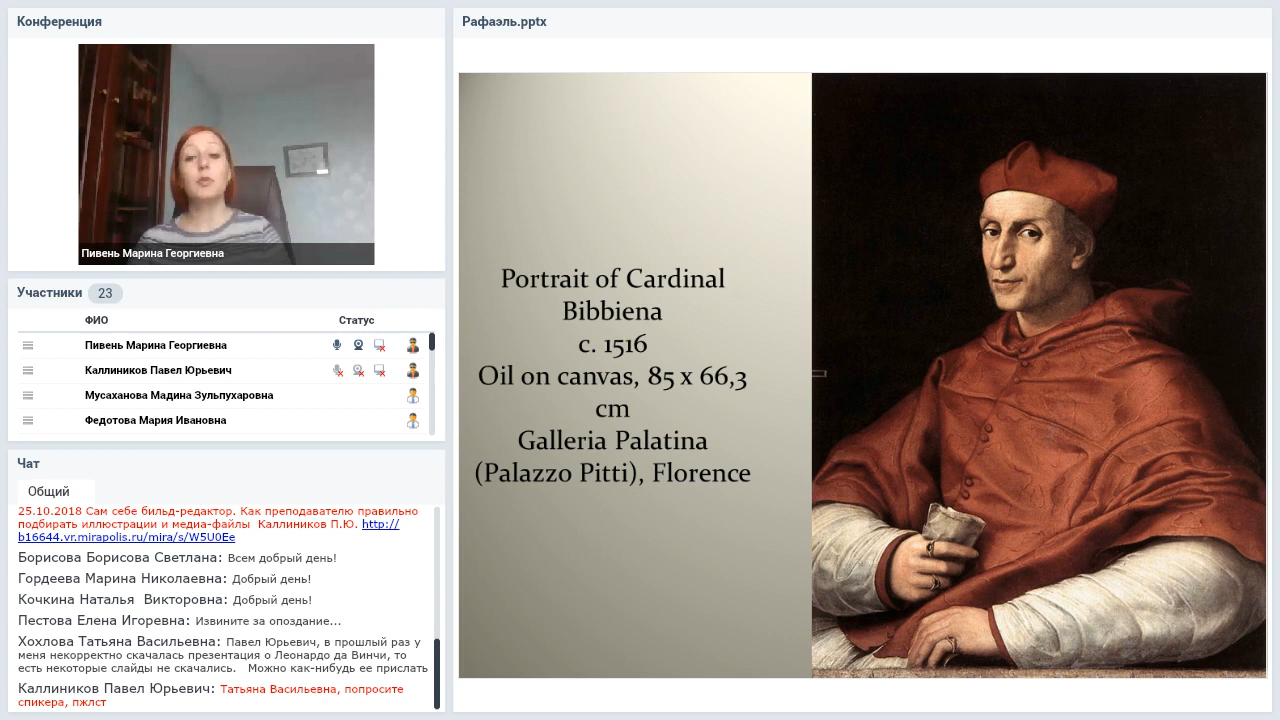 Конференция
Пивень Марина Георгиевна
Участники 23
ФИО Статус
Пивень Марина Георгиевна
Каллиников Павел Юрьевич
Мусаханова Мадина Зульпухаровна
Федотова Мария Ивановна
Чат
Общий
25.10.2018 Сам себе бильд-редактор. Как преподавателю правильно
подбирать иллюстрации и медиа-файлы Каллиников П.Ю. http://
b16644.vr.mirapolis.ru/mira/s/W5U0Ee
Борисова Борисова Светлана: Всем добрый день!
Гордеева Марина Николаевна: Добрый день!
Кочкина Наталья Викторовна: Добрый день!
Пестова Елена Игоревна: Извините за опоздание...
Хохлова Татьяна Васильевна: Павел Юрьевич, в прошлый раз у
меня некорректно скачалась презентация о Леонардо да Винчи, то
есть некоторые слайды не скачались. Можно как-нибудь ее прислать
Каллиников Павел Юрьевич: Татьяна Васильевна, попросите
спикера, пжлст
Рафаэль.pptx
Portrait of Cardinal
Bibbiena
c. 1516
Oil on canvas, 85 x 66,3
cm
Galleria Palatina
(Palazzo Pitti), Florence